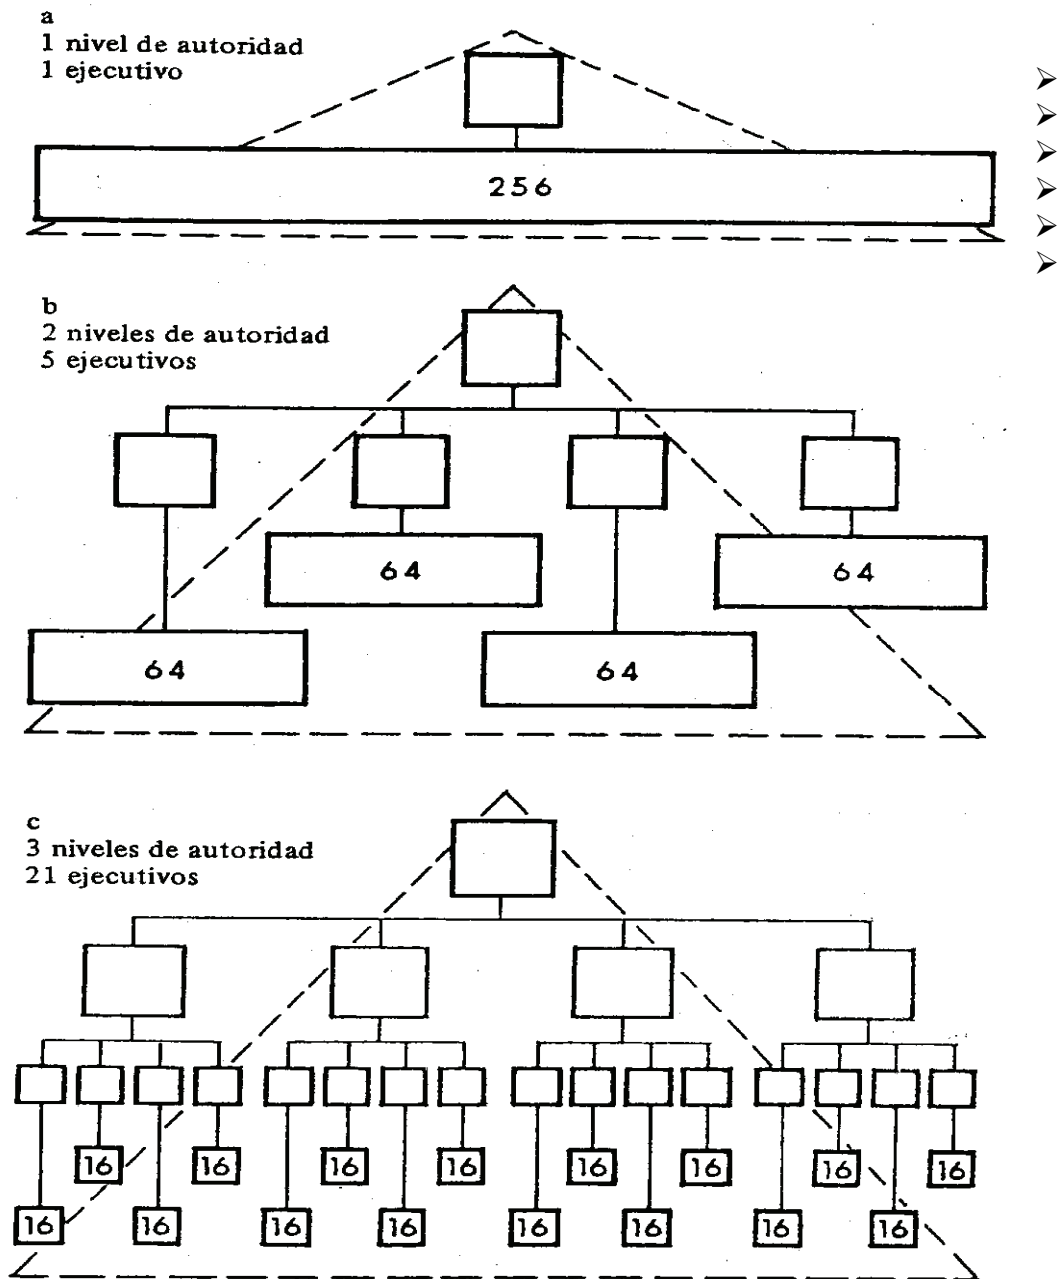 a
1 nivel de autoridad
1 ejecutivo
256
b
2 niveles de autoridad
5 ejecutivos
64 64
64 64
c
3 niveles de autoridad
21 ejecutivos
16 16 16 16 16 16 16 16
16 16 16 16 16 16 16 16